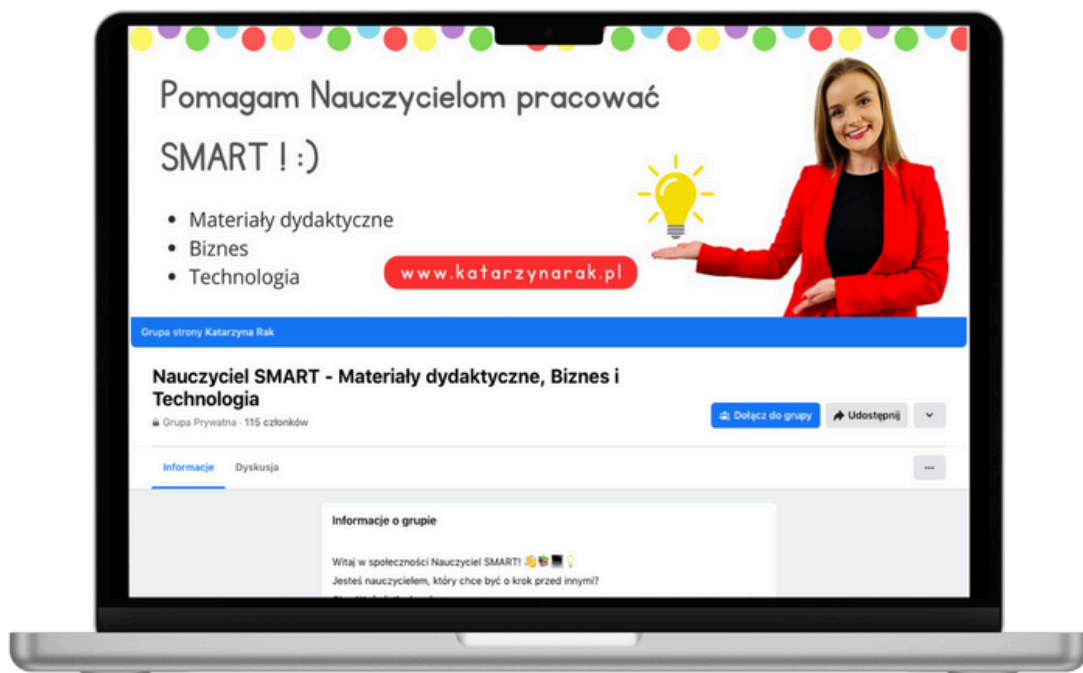 Pomagam Nauczycielom pracować
SMART ! :)
• Materiały dydaktyczne
• Biznes
• Technologia
www.katarzynarak.pl
Grupa strony Katarzyna Rak
Nauczyciel SMART - Materiały dydaktyczne, Biznes i
Technologia
Grupa Prywatna · 115 członków
Dołącz do grupy
Udostępnij
Informacje
Dyskusja
Informacje o grupie
Witaj w społeczności Nauczyciel SMART!
Jesteś nauczycielem, który chce być o krok przed innymi?